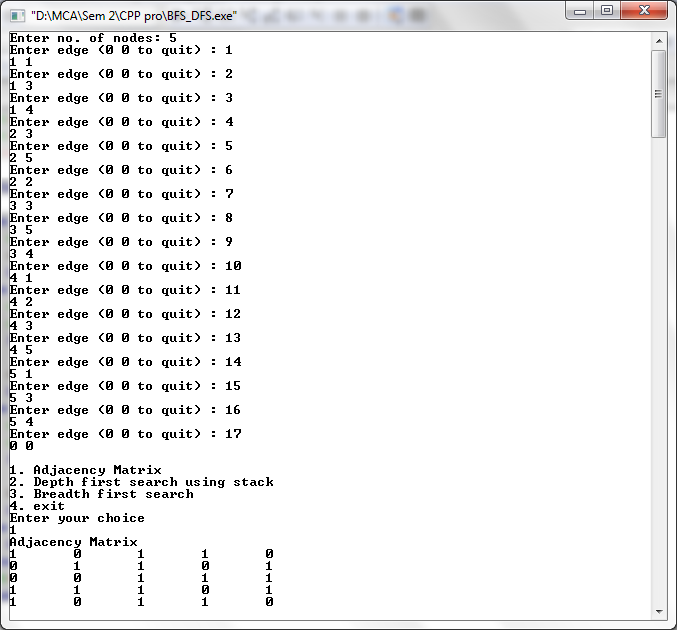 "D:\MCA\Sem 2\CPP pro\BFS_DFS.exe"
Enter no. of nodes: 5
Enter edge (0 0 to quit) : 1
1 1
Enter edge (0 0 to quit) : 2
1 3
Enter edge (0 0 to quit) : 3
1 4
Enter edge (0 0 to quit) : 4
2 3
Enter edge (0 0 to quit) : 5
2 5
Enter edge (0 0 to quit) : 6
2 2
Enter edge (0 0 to quit) : 7
3 3
Enter edge (0 0 to quit) : 8
3 5
Enter edge (0 0 to quit) : 9
3 4
Enter edge (0 0 to quit) : 10
4 1
Enter edge (0 0 to quit) : 11
4 2
Enter edge (0 0 to quit) : 12
4 3
Enter edge (0 0 to quit) : 13
4 5
Enter edge (0 0 to quit) : 14
5 1
Enter edge (0 0 to quit) : 15
5 3
Enter edge (0 0 to quit) : 16
5 4
Enter edge (0 0 to quit) : 17
0 0
1. Adjacency Matrix
2. Depth first search using stack
3. Breadth first search
4. exit
Enter your choice
1
Adjacency Matrix
1 0 1 1 0
0 1 1 0 1
0 0 1 1 1
1 1 1 0 1
1 0 1 1 0